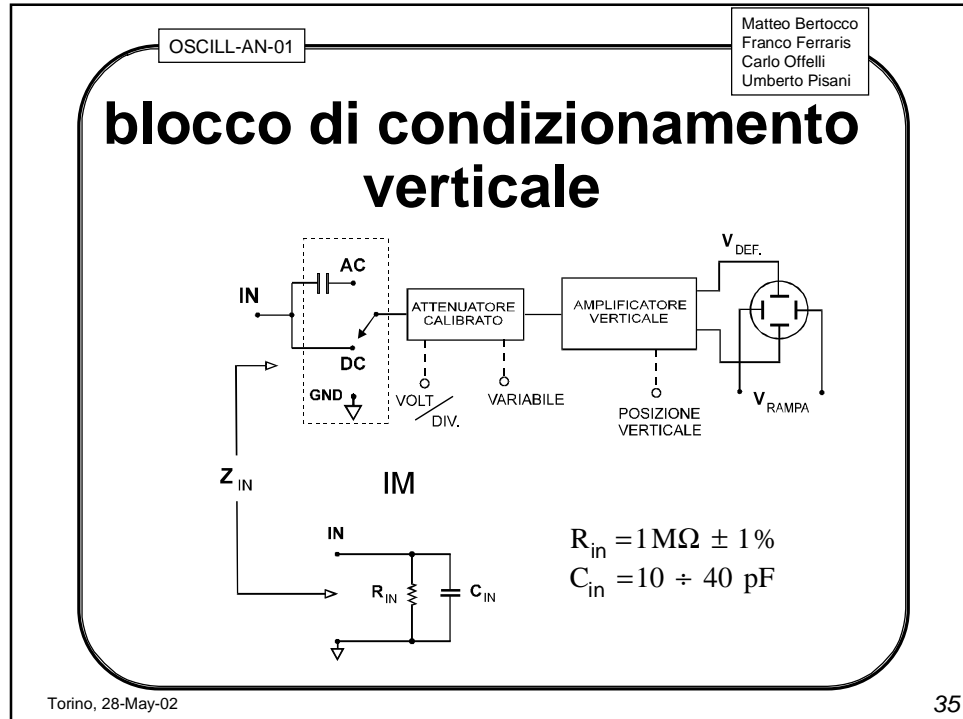 OSCILL-AN-01
Matteo Bertocco
Franco Ferraris
Carlo Offelli
Umberto Pisani
blocco di condizionamento
verticale
IN
AC
DC
GND
ATTENUATORE
CALIBRATO
VOLT
DIV.
VARIABILE
AMPLIFICATORE
VERTICALE
POSIZIONE
VERTICALE
V DEF.
V RAMPA
Z IN
IM
IN
R IN
C IN
R in = 1 MΩ ± 1%
C in = 10 ÷ 40 pF
Torino, 28-May-02
35